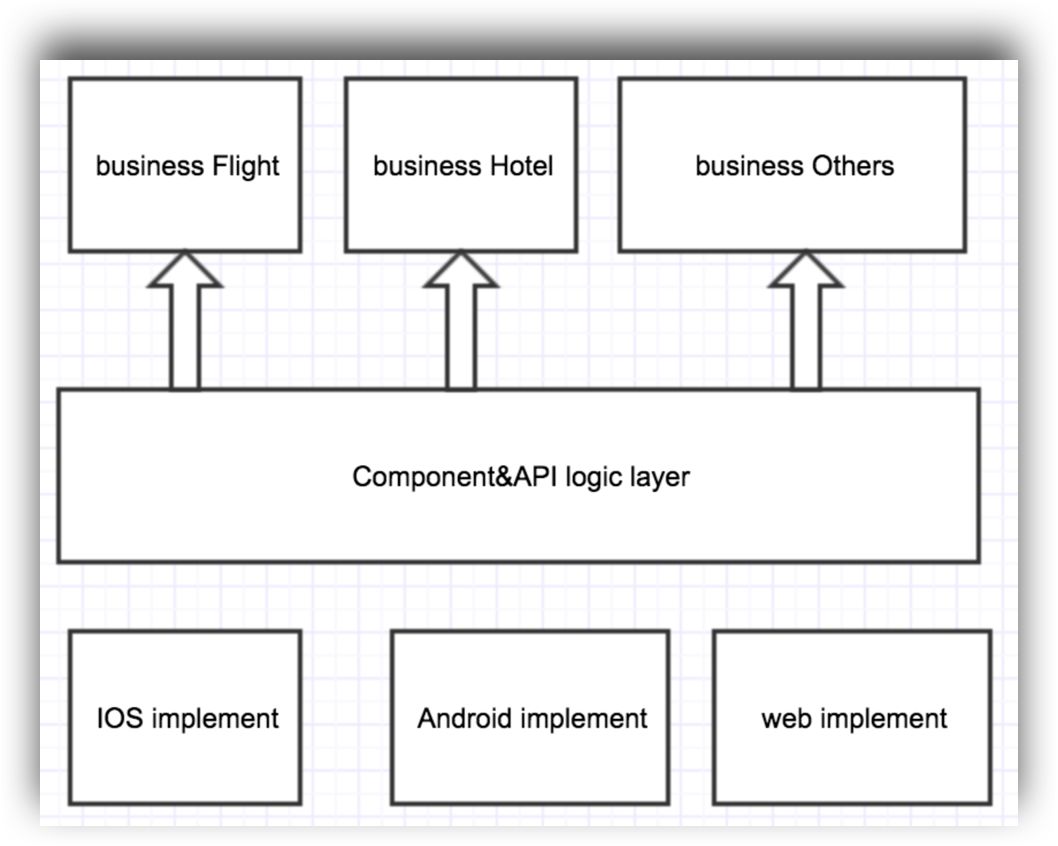 business Flight
business Hotel
business Others
Component&API logic layer
IOS implement
Android implement
web implement